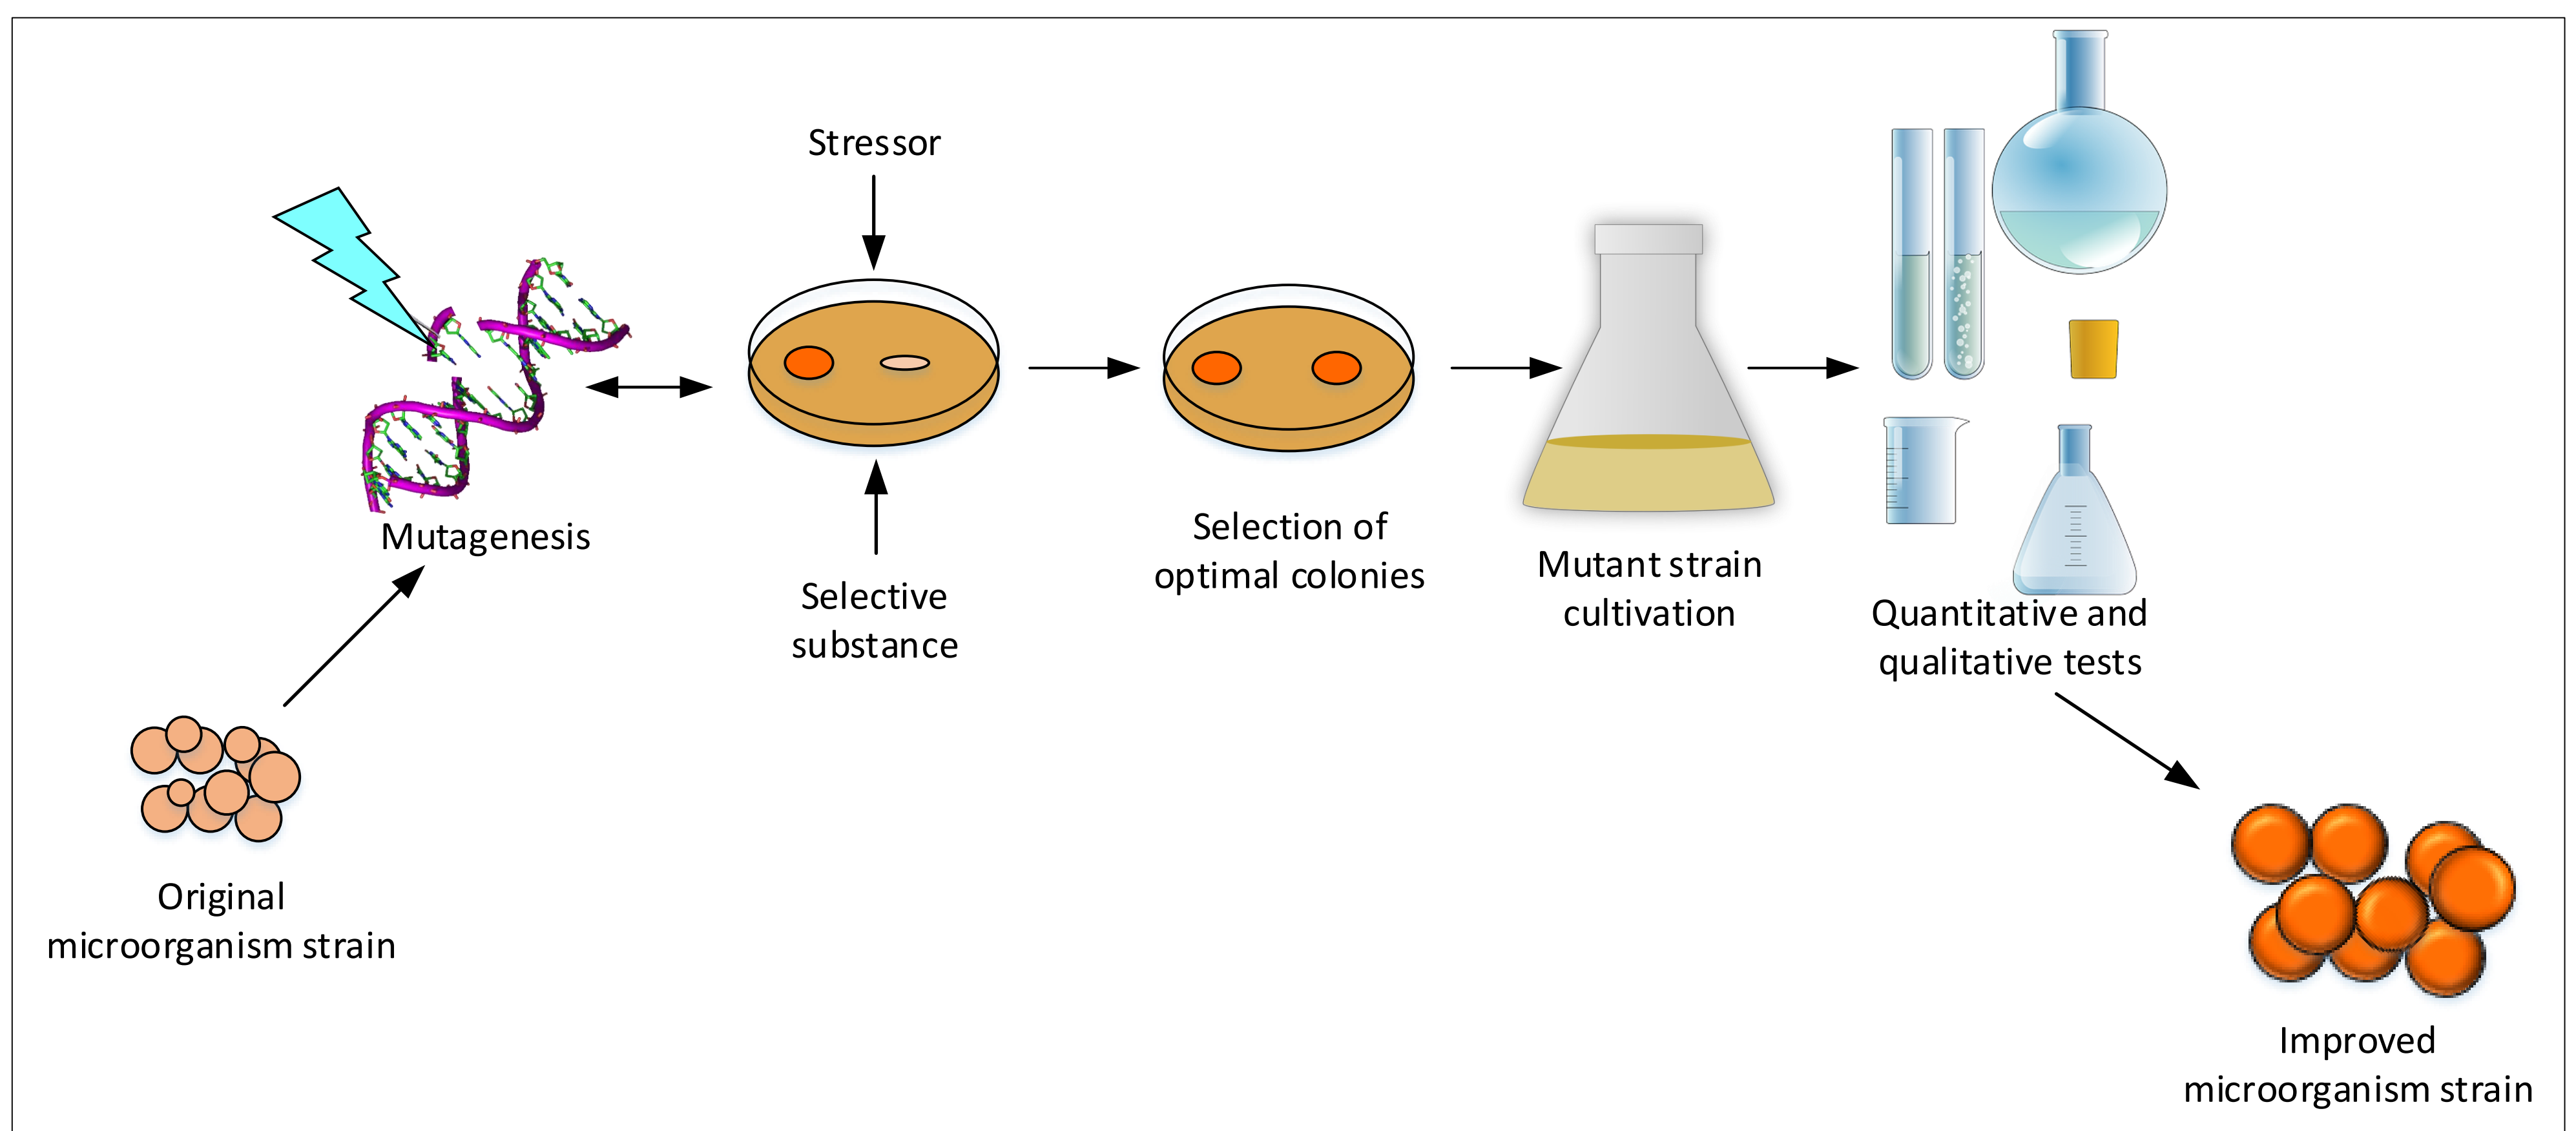 Stressor
Mutagenesis
Selective
substance
Selection of
optimal colonies
Mutant strain
cultivation
Quantitative and
qualitative tests
Original
microorganism strain
Improved
microorganism strain